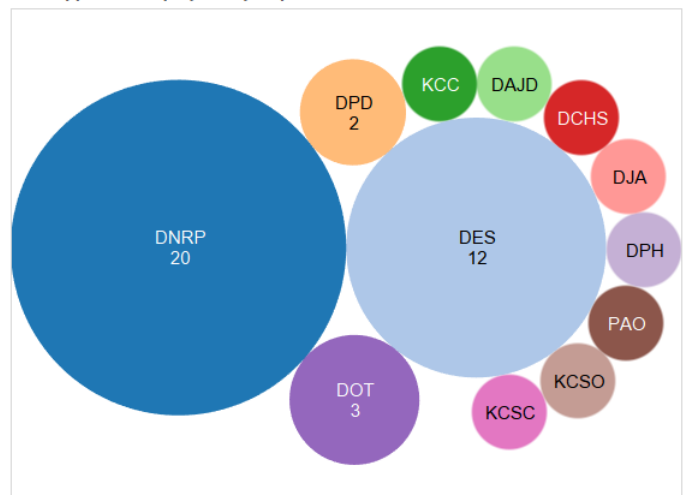 DNRP
20
DPD
2
KCC
DAJD
DCHS
DJA
DES
12
DPH
PAO
KCSO
KCSC
DOT
3